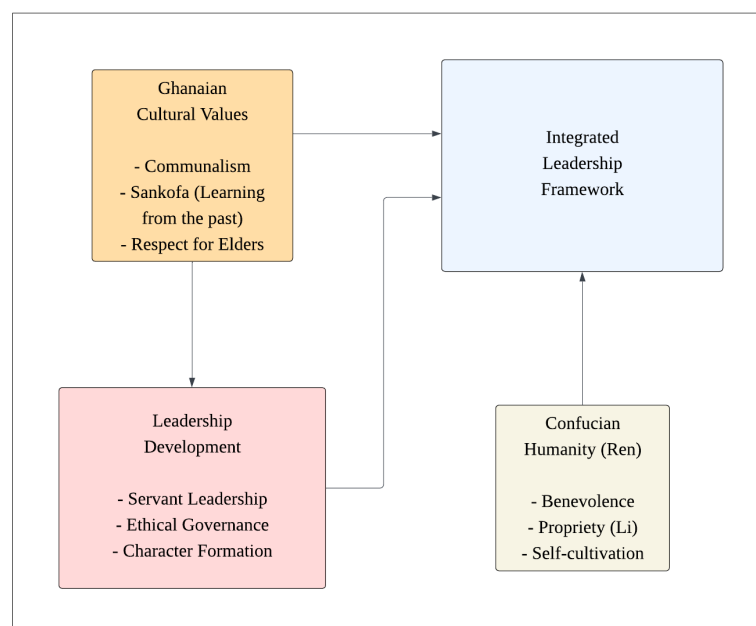 Ghanaian
Cultural Values
- Communalism
- Sankofa (Learning
from the past)
- Respect for Elders
Integrated
Leadership
Framework
Leadership
Development
- Servant Leadership
- Ethical Governance
- Character Formation
Confucian
Humanity (Ren)
- Benevolence
- Propriety (Li)
- Self-cultivation